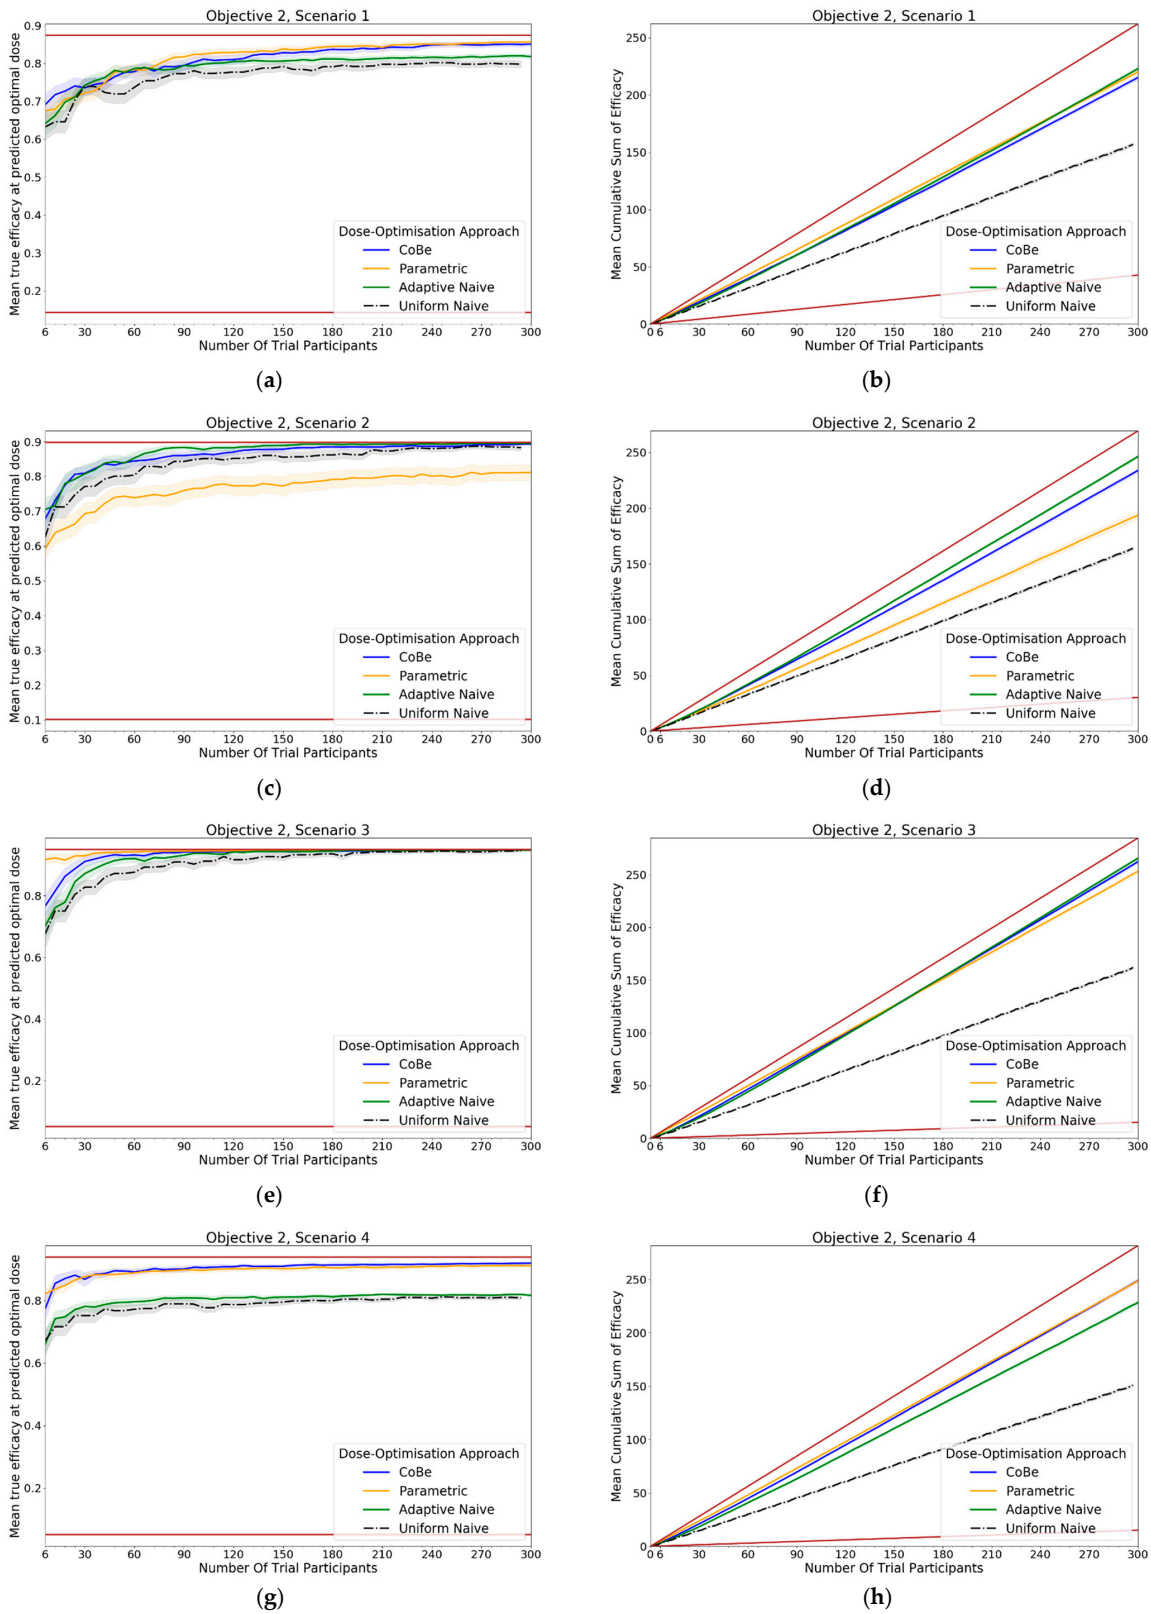 Objective 2, Scenario 1
Mean true efficacy at predicted optimal dose
0.9
0.8
0.7
0.6
0.5
0.4
0.3
0.2
Dose-Optimisation Approach
CoBe
Parametric
Adaptive Naive
Uniform Naive
6 30 60 90 120 150 180 210 240 270 300
Number Of Trial Participants
(a)
Objective 2, Scenario 1
Mean Cumulative Sum of Efficacy
250
200
150
100
50
0
Dose-Optimisation Approach
CoBe
Parametric
Adaptive Naive
Uniform Naive
0 6 30 60 90 120 150 180 210 240 270 300
Number Of Trial Participants
(b)
Objective 2, Scenario 2
Mean true efficacy at predicted optimal dose
0.9
0.8
0.7
0.6
0.5
0.4
0.3
0.2
0.1
Dose-Optimisation Approach
CoBe
Parametric
Adaptive Naive
Uniform Naive
6 30 60 90 120 150 180 210 240 270 300
Number Of Trial Participants
(c)
Objective 2, Scenario 2
Mean Cumulative Sum of Efficacy
250
200
150
100
50
0
Dose-Optimisation Approach
CoBe
Parametric
Adaptive Naive
Uniform Naive
0 6 30 60 90 120 150 180 210 240 270 300
Number Of Trial Participants
(d)
Objective 2, Scenario 3
Mean true efficacy at predicted optimal dose
0.8
0.6
0.4
0.2
Dose-Optimisation Approach
CoBe
Parametric
Adaptive Naive
Uniform Naive
6 30 60 90 120 150 180 210 240 270 300
Number Of Trial Participants
(e)
Objective 2, Scenario 3
Mean Cumulative Sum of Efficacy
250
200
150
100
50
0
Dose-Optimisation Approach
CoBe
Parametric
Adaptive Naive
Uniform Naive
0 6 30 60 90 120 150 180 210 240 270 300
Number Of Trial Participants
(f)
Objective 2, Scenario 4
Mean true efficacy at predicted optimal dose
0.8
0.6
0.4
0.2
Dose-Optimisation Approach
CoBe
Parametric
Adaptive Naive
Uniform Naive
6 30 60 90 120 150 180 210 240 270 300
Number Of Trial Participants
(g)
Objective 2, Scenario 4
Mean Cumulative Sum of Efficacy
250
200
150
100
50
0
Dose-Optimisation Approach
CoBe
Parametric
Adaptive Naive
Uniform Naive
0 6 30 60 90 120 150 180 210 240 270 300
Number Of Trial Participants
(h)